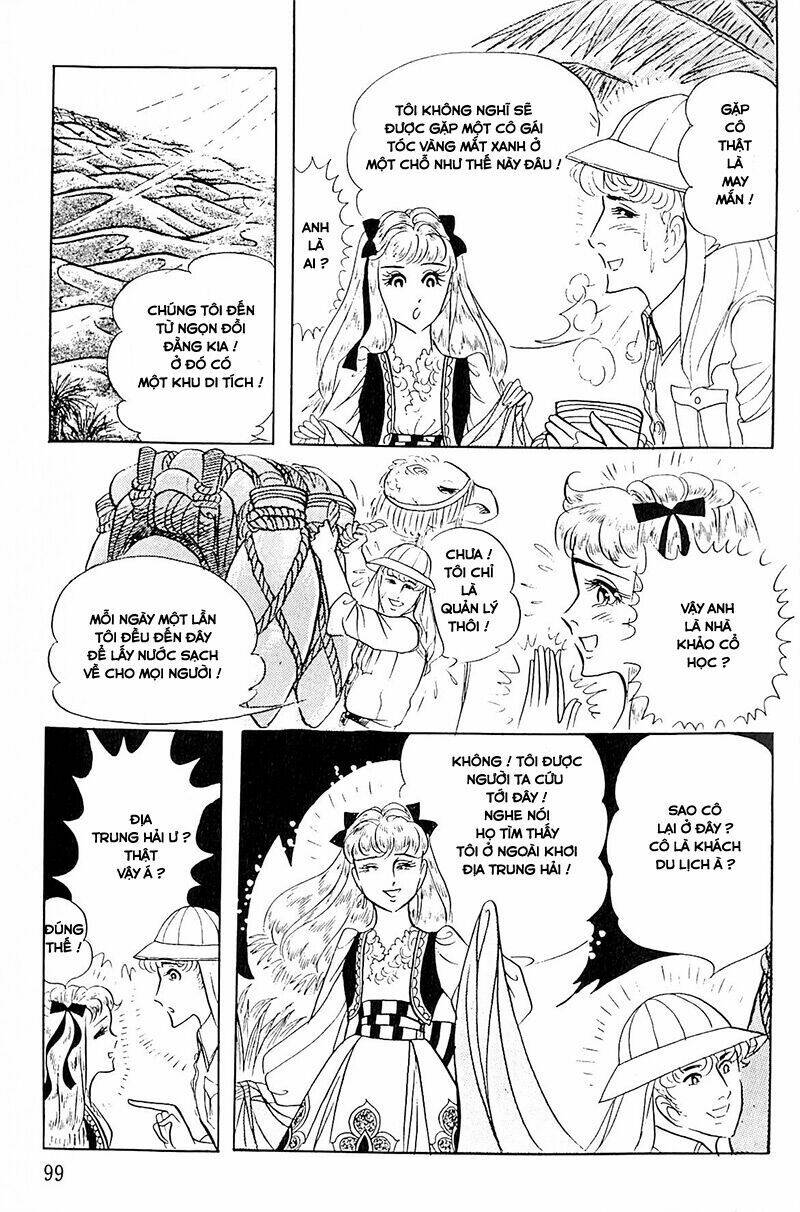 GẶP
CÔ
THẬT
LÀ
MAY
MẮN !
TÔI KHÔNG NGHĨ SẼ
ĐƯỢC GẶP MỘT CÔ GÁI
TÓC VÀNG MẮT XANH Ở
MỘT CHỖ NHƯ THẾ NÀY ĐÂU !
ANH
LÀ
AI ?
CHÚNG TÔI ĐẾN
TỪ NGỌN ĐỒI
ĐẰNG KIA !
Ở ĐÓ CÓ
MỘT KHU DI TÍCH !
VẬY ANH
LÀ NHÀ
KHẢO CỔ
HỌC ?
CHƯA !
TÔI CHỈ
LÀ
QUẢN LÝ
THÔI !
MỖI NGÀY MỘT LẦN
TÔI ĐỀU ĐẾN ĐÂY
ĐỂ LẤY NƯỚC SẠCH
VỀ CHO MỌI NGƯỜI !
SAO CÔ
LẠI Ở ĐÂY ?
CÔ LÀ KHÁCH
DU LỊCH À ?
KHÔNG ! TÔI ĐƯỢC
NGƯỜI TA CỨU
TỚI ĐÂY !
NGHE NÓI
HỌ TÌM THẤY
TÔI Ở NGOÀI KHƠI
ĐỊA TRUNG HẢI !
ĐỊA
TRUNG HẢI Ư ?
THẬT
VẬY Á ?
ĐÚNG
THẾ !
99